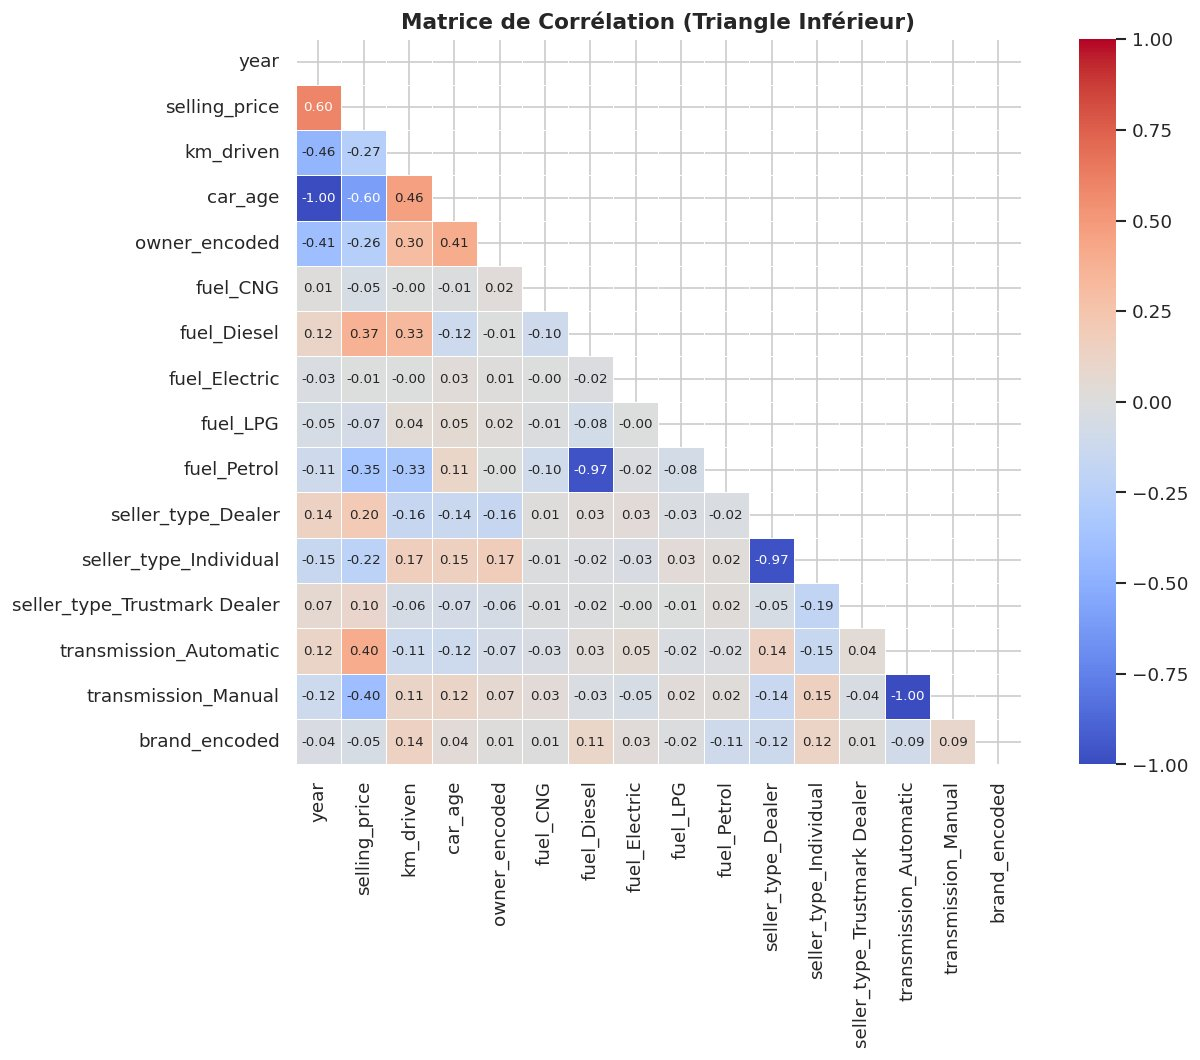 Matrice de Corrélation (Triangle Inférieur)
year
selling_price 0.60
km_driven -0.46 -0.27
car_age -1.00 -0.60 0.46
owner_encoded -0.41 -0.26 0.30 0.41
fuel_CNG 0.01 -0.05 -0.00 -0.01 0.02
fuel_Diesel 0.12 0.37 0.33 -0.12 -0.01 -0.10
fuel_Electric -0.03 -0.01 -0.00 0.03 0.01 -0.00 -0.02
fuel_LPG -0.05 -0.07 0.04 0.05 0.02 -0.01 -0.08 -0.00
fuel_Petrol -0.11 -0.35 -0.33 0.11 -0.00 -0.10 -0.97 -0.02 -0.08
seller_type_Dealer 0.14 0.20 -0.16 -0.14 -0.16 0.01 0.03 0.03 -0.03 -0.02
seller_type_Individual -0.15 -0.22 0.17 0.15 0.17 -0.01 -0.02 -0.03 0.03 0.02 -0.97
seller_type_Trustmark Dealer 0.07 0.10 -0.06 -0.07 -0.06 -0.01 -0.02 -0.00 -0.01 0.02 -0.05 -0.19
transmission_Automatic 0.12 0.40 -0.11 -0.12 -0.07 -0.03 0.03 0.05 -0.02 -0.02 0.14 -0.15 0.04
transmission_Manual -0.12 -0.40 0.11 0.12 0.07 0.03 -0.03 -0.05 0.02 0.02 -0.14 0.15 -0.04 -1.00
brand_encoded -0.04 -0.05 0.14 0.04 0.01 0.01 0.11 0.03 -0.02 -0.11 -0.12 0.12 0.01 -0.09 0.09
year
selling_price
km_driven
car_age
owner_encoded
fuel_CNG
fuel_Diesel
fuel_Electric
fuel_LPG
fuel_Petrol
seller_type_Dealer
seller_type_Individual
seller_type_Trustmark Dealer
transmission_Automatic
transmission_Manual
brand_encoded
1.00
0.75
0.50
0.25
0.00
−0.25
−0.50
−0.75
−1.00